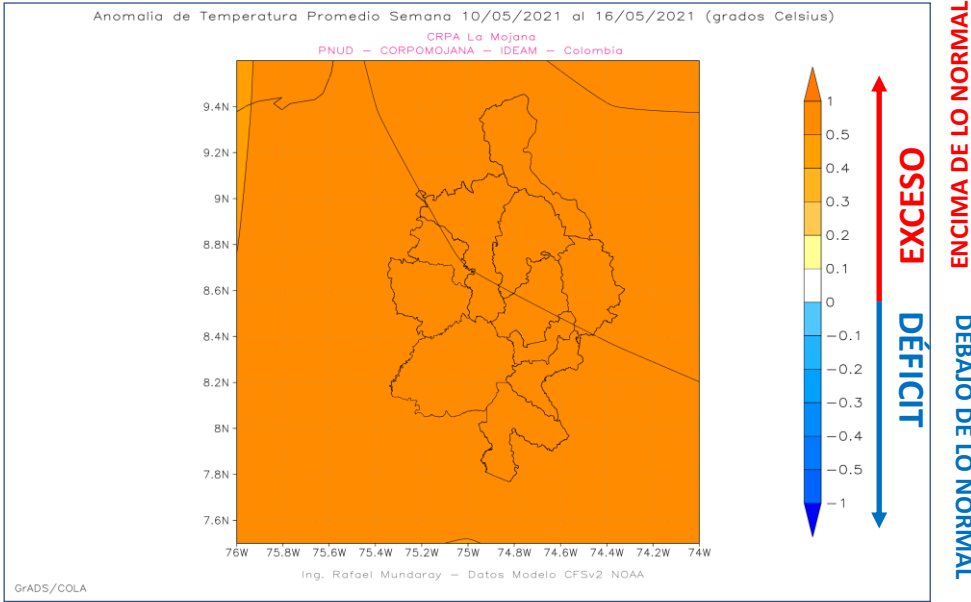 Anomalia de Temperatura Promedio Semana 10/05/2021 al 16/05/2021 (grados Celsius)
CRPA La Mojana
PNUD – CORPOMOJANA – IDEAM – Colombia
9.4N
9.2N
9N
8.8N
8.6N
8.4N
8.2N
8N
7.8N
7.6N
76W 75.8W 75.6W 75.4W 75.2W 75W 74.8W 74.6W 74.4W 74.2W 74W
Ing. Rafael Mundaray – Datos Modelo CFSv2 NOAA
GrADS/COLA
1
0.5
0.4
0.3
0.2
0.1
0
−0.1
−0.2
−0.3
−0.4
−0.5
−1
EXCESO
DÉFICIT
ENCIMA DE LO NORMAL
DEBAJO DE LO NORMAL